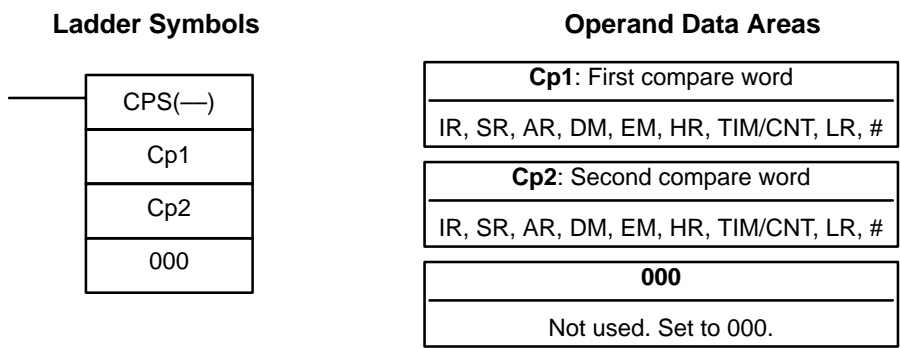 Ladder Symbols
CPS(—)
Cp1
Cp2
000
Operand Data Areas
Cp1: First compare word
IR, SR, AR, DM, EM, HR, TIM/CNT, LR, #
Cp2: Second compare word
IR, SR, AR, DM, EM, HR, TIM/CNT, LR, #
000
Not used. Set to 000.